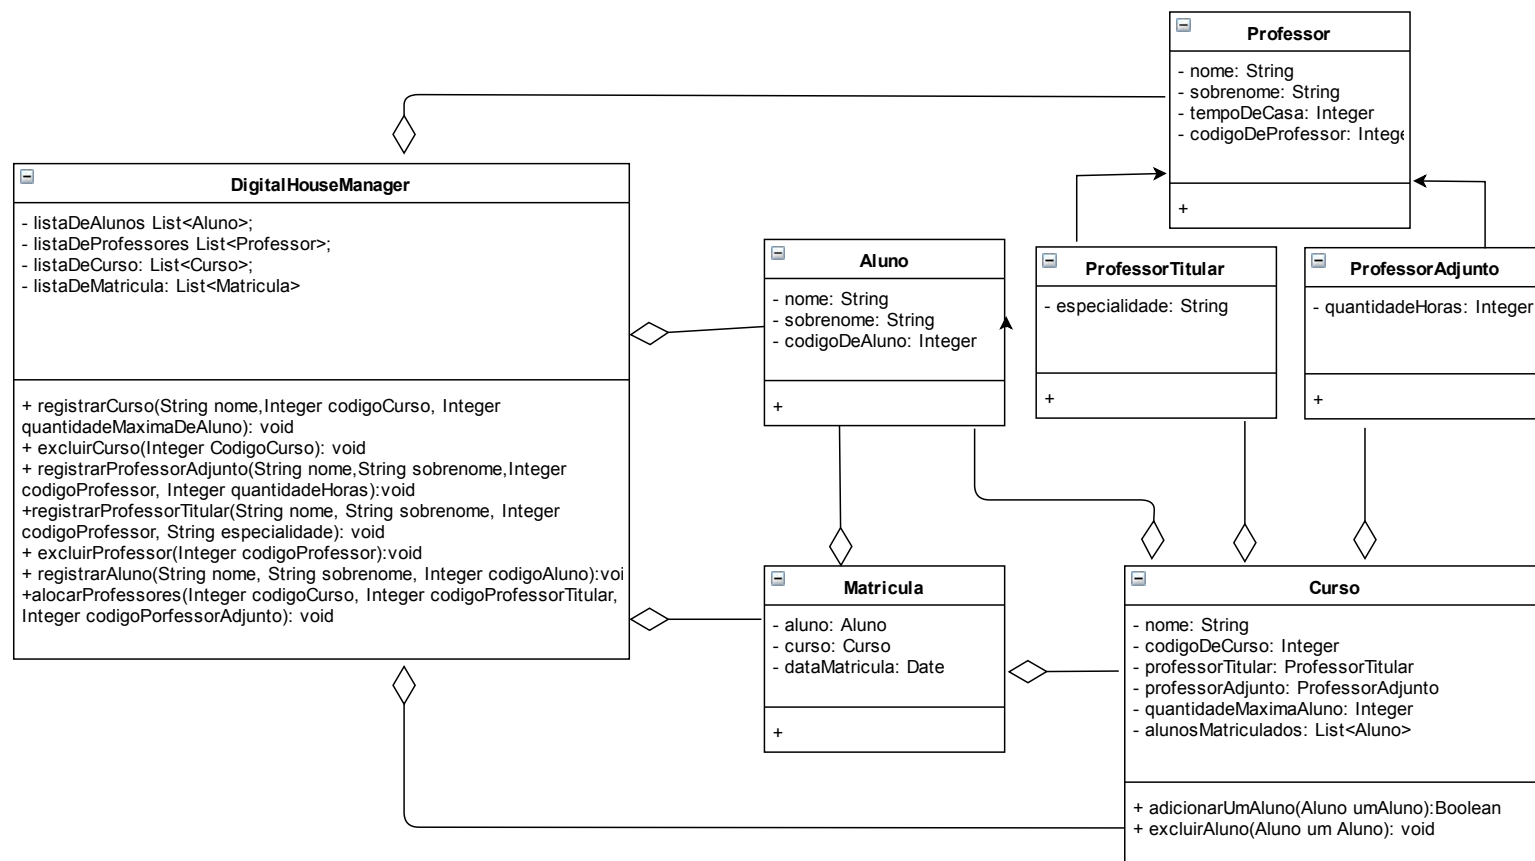 Professor
- nome: String
- sobrenome: String
- tempoDeCasa: Integer
- codigoDeProfessor: Intege
+
DigitalHouseManager
- listaDeAlunos List<Aluno>;
- listaDeProfessores List<Professor>;
- listaDeCurso: List<Curso>;
- listaDeMatricula: List<Matricula>
+ registrarCurso(String nome,Integer codigoCurso, Integer
quantidadeMaximaDeAluno): void
+ excluirCurso(Integer CodigoCurso): void
+ registrarProfessorAdjunto(String nome,String sobrenome,Integer
codigoProfessor, Integer quantidadeHoras):void
+registrarProfessorTitular(String nome, String sobrenome, Integer
codigoProfessor, String especialidade): void
+ excluirProfessor(Integer codigoProfessor):void
+ registrarAluno(String nome, String sobrenome, Integer codigoAluno):voi
+alocarProfessores(Integer codigoCurso, Integer codigoProfessorTitular,
Integer codigoPorfessorAdjunto): void
Aluno
- nome: String
- sobrenome: String
- codigoDeAluno: Integer
+
ProfessorTitular
- especialidade: String
+
ProfessorAdjunto
- quantidadeHoras: Integer
+
Matricula
- aluno: Aluno
- curso: Curso
- dataMatricula: Date
+
Curso
- nome: String
- codigoDeCurso: Integer
- professorTitular: ProfessorTitular
- professorAdjunto: ProfessorAdjunto
- quantidadeMaximaAluno: Integer
- alunosMatriculados: List<Aluno>
+ adicionarUmAluno(Aluno umAluno):Boolean
+ excluirAluno(Aluno um Aluno): void